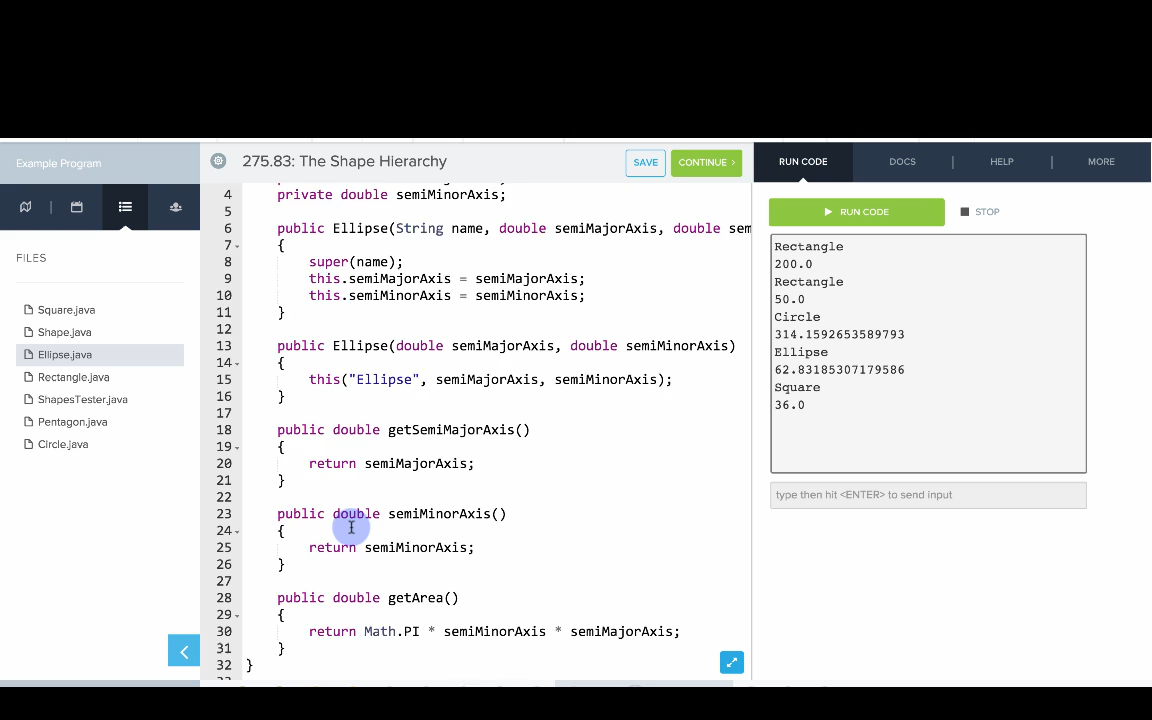 Example Program
275.83: The Shape Hierarchy
SAVE
CONTINUE
RUN CODE
DOCS
HELP
MORE
FILES
Square.java
Shape.java
Ellipse.java
Rectangle.java
ShapesTester.java
Pentagon.java
Circle.java
4 private double semiMinorAxis;
5
6 public Ellipse(String name, double semiMajorAxis, double sem
7 {
8 super(name);
9 this.semiMajorAxis = semiMajorAxis;
10 this.semiMinorAxis = semiMinorAxis;
11 }
12
13 public Ellipse(double semiMajorAxis, double semiMinorAxis)
14 {
15 this("Ellipse", semiMajorAxis, semiMinorAxis);
16 }
17
18 public double getSemiMajorAxis()
19 {
20 return semiMajorAxis;
21 }
22
23 public double semiMinorAxis()
24 {
25 return semiMinorAxis;
26 }
27
28 public double getArea()
29 {
30 return Math.PI * semiMinorAxis * semiMajorAxis;
31 }
32 }
RUN CODE
STOP
Rectangle
200.0
Rectangle
50.0
Circle
314.1592653589793
Ellipse
62.83185307179586
Square
36.0
type then hit <ENTER> to send input